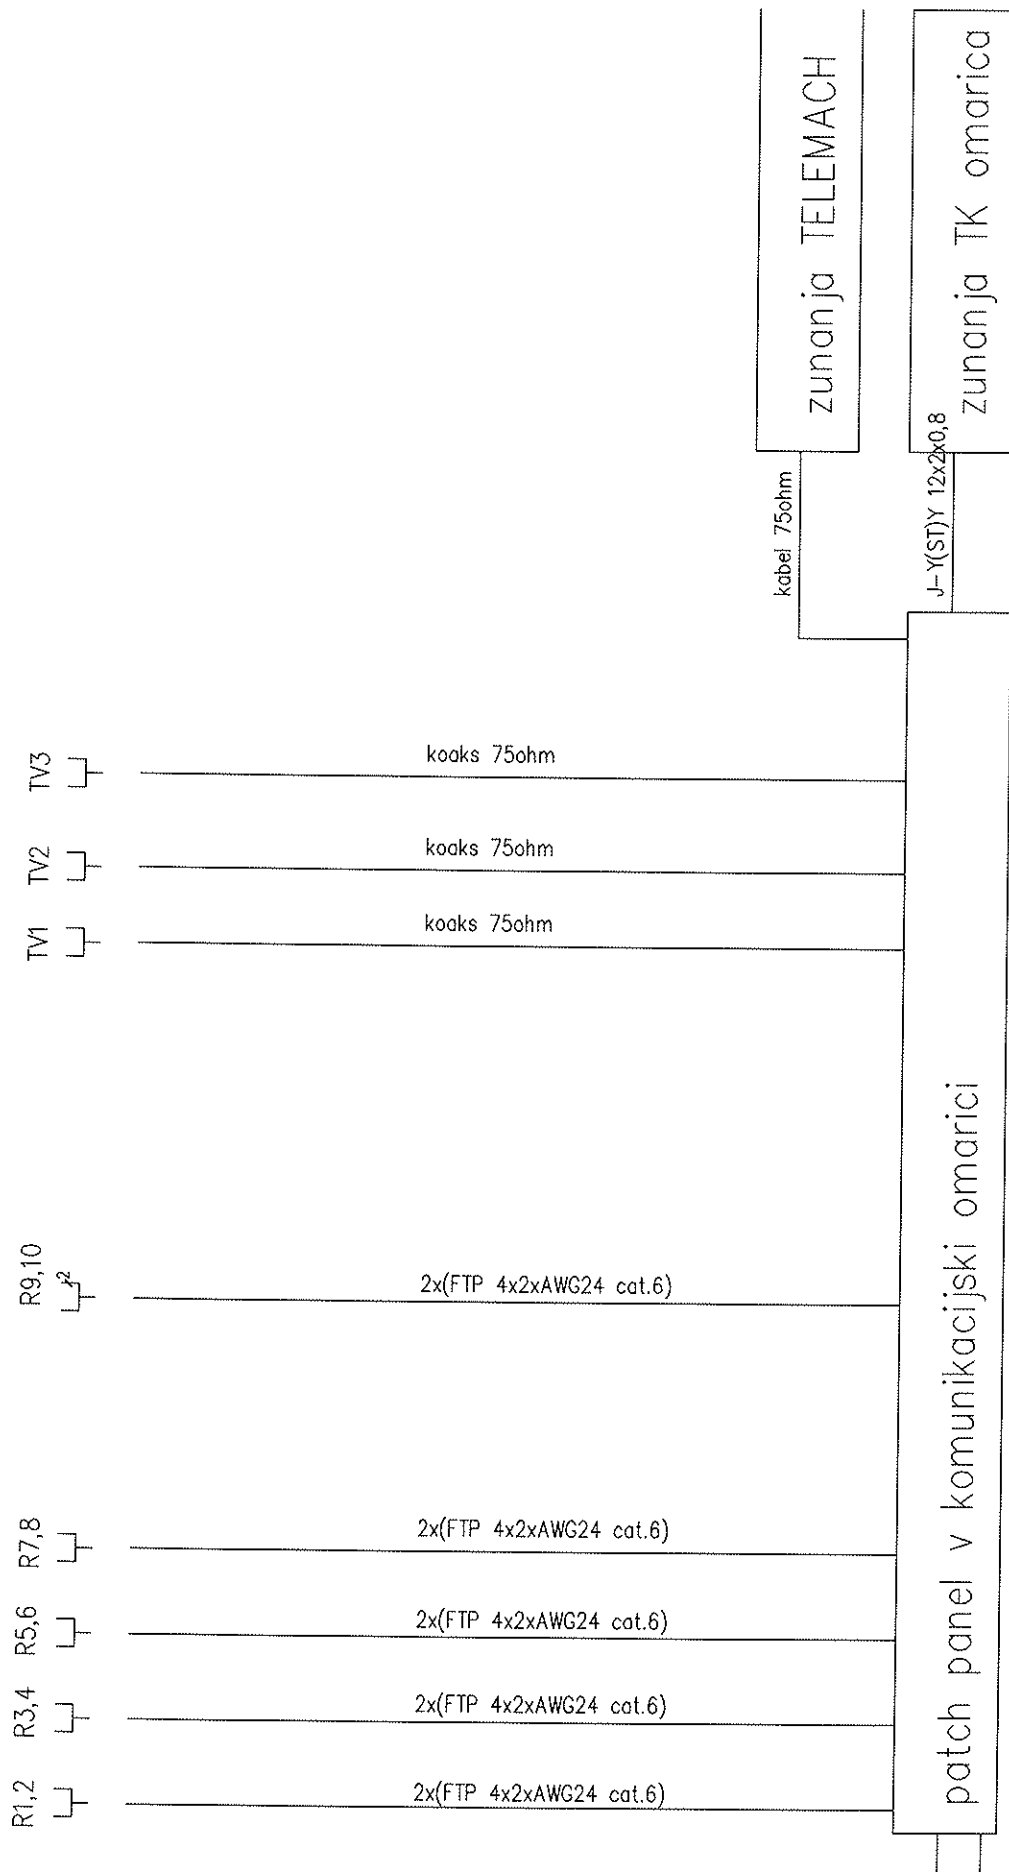 zunanja TELEMACH
zunanja TK omarica
kabel 75ohm
J-Y(ST)Y 12x2x0,8
TV3
koaks 75ohm
TV2
koaks 75ohm
TV1
koaks 75ohm
R9,10
x2
2x(FTP 4x2xAWG24 cat.6)
R7,8
2x(FTP 4x2xAWG24 cat.6)
R5,6
2x(FTP 4x2xAWG24 cat.6)
R3,4
2x(FTP 4x2xAWG24 cat.6)
R1,2
2x(FTP 4x2xAWG24 cat.6)
patch panel v komunikacijski omarici